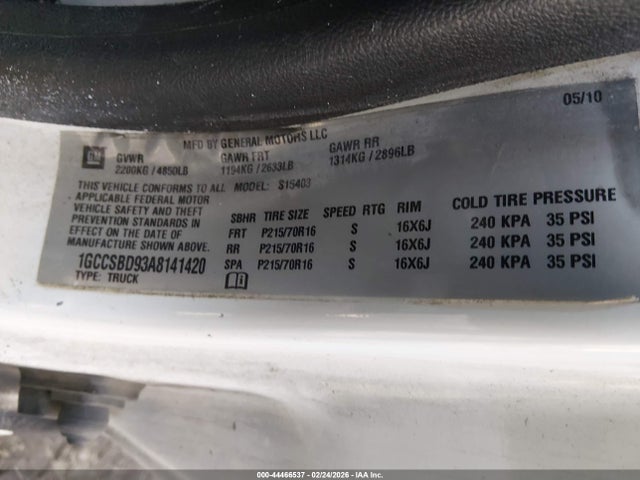 05/10
MFD BY GENERAL MOTORS LLC
GM
GVWR GAWR FRT GAWR RR
2200KG / 4850LB 1194KG / 2633LB 1314KG / 2896LB
THIS VEHICLE CONFORMS TO ALL MODEL: S15403
APPLICABLE FEDERAL MOTOR
VEHICLE SAFETY AND THEFT
PREVENTION STANDARDS IN
EFFECT ON THE DATE OF
MANUFACTURE SHOWN ABOVE.
1GCCSBD93A8141420
TYPE: TRUCK
COLD TIRE PRESSURE
SBHR TIRE SIZE SPEED RTG RIM
FRT P215/70R16 S 16X6J 240 KPA 35 PSI
RR P215/70R16 S 16X6J 240 KPA 35 PSI
SPA P215/70R16 S 16X6J 240 KPA 35 PSI
000-44466537 - 02/24/2026 - IAA Inc.